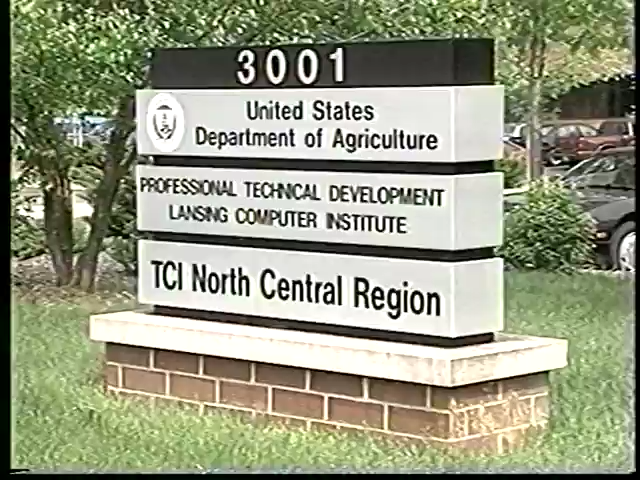 3001
United States
Department of Agriculture
PROFESSIONAL TECHNICAL DEVELOPMENT
LANSING COMPUTER INSTITUTE
TCI North Central Region